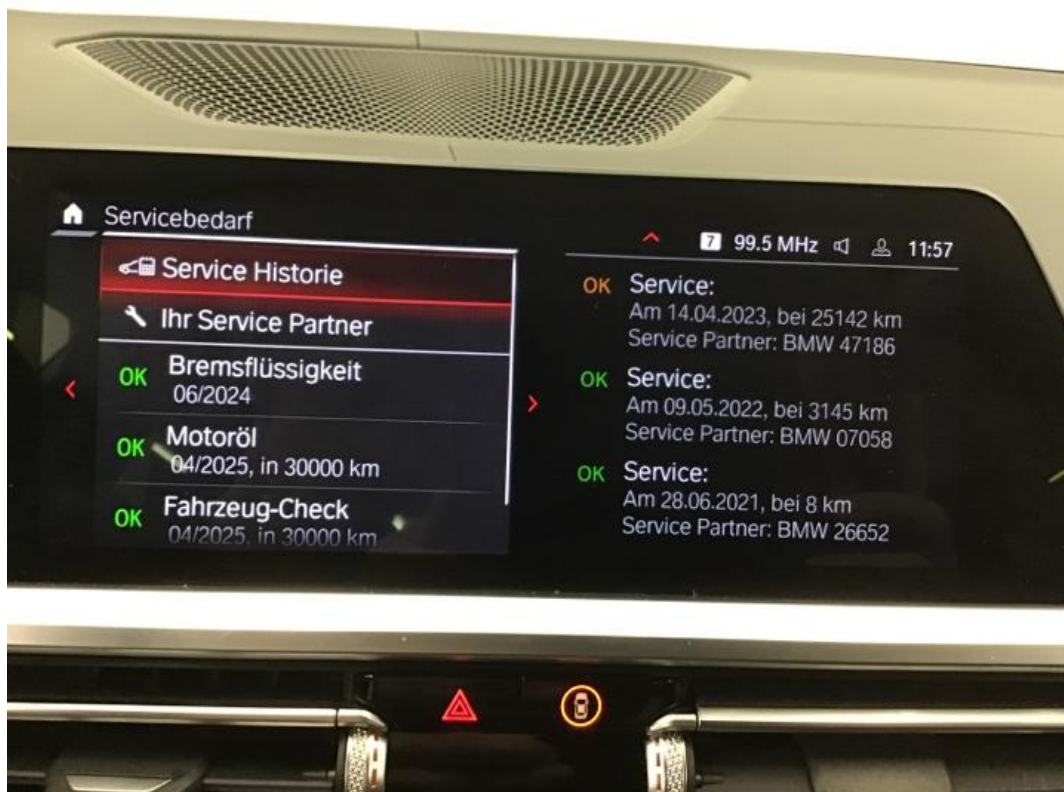 Servicebedarf
7 99.5 MHz 11:57
Service Historie
Ihr Service Partner
OK Bremsflüssigkeit
06/2024
OK Motoröl
04/2025, in 30000 km
OK Fahrzeug-Check
04/2025, in 30000 km
OK Service:
Am 14.04.2023, bei 25142 km
Service Partner: BMW 47186
OK Service:
Am 09.05.2022, bei 3145 km
Service Partner: BMW 07058
OK Service:
Am 28.06.2021, bei 8 km
Service Partner: BMW 26652